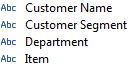 Abc Customer Name
Abc Customer Segment
Abc Department
Abc Item